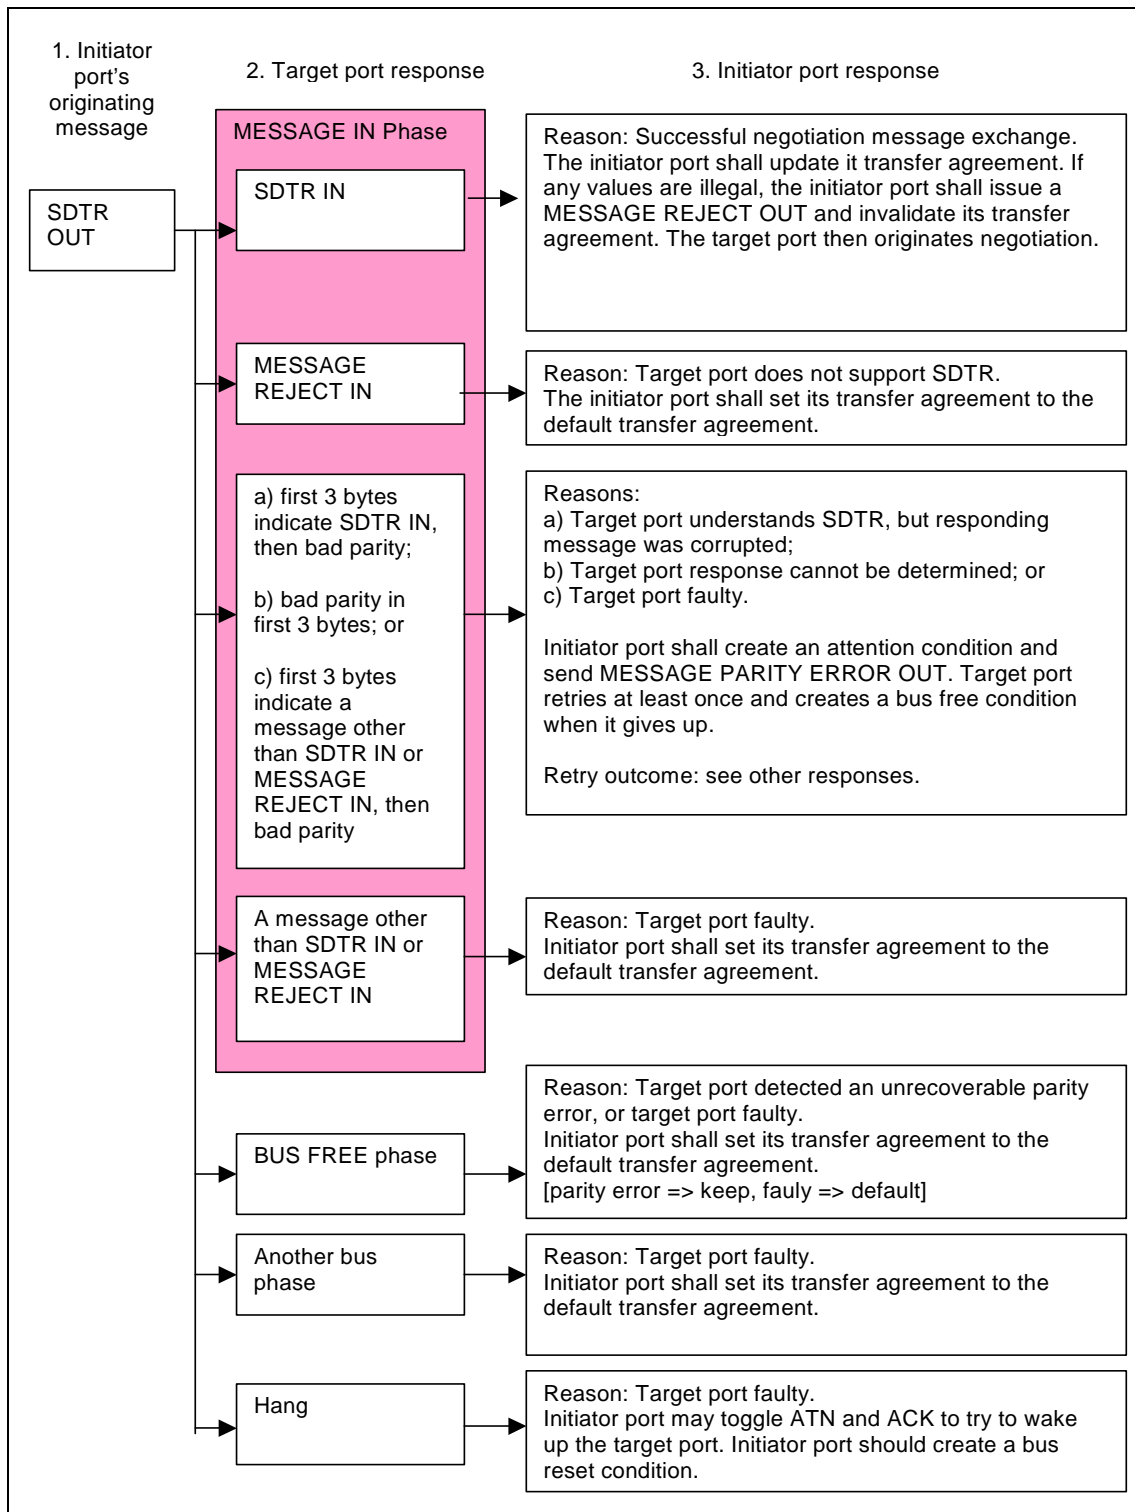 1. Initiator
port's
originating
message
2. Target port response
3. Initiator port response
SDTR
OUT
MESSAGE IN Phase
SDTR IN
Reason: Successful negotiation message exchange.
The initiator port shall update it transfer agreement. If
any values are illegal, the initiator port shall issue a
MESSAGE REJECT OUT and invalidate its transfer
agreement. The target port then originates negotiation.
MESSAGE
REJECT IN
Reason: Target port does not support SDTR.
The initiator port shall set its transfer agreement to the
default transfer agreement.
a) first 3 bytes
indicate SDTR IN,
then bad parity;
b) bad parity in
first 3 bytes; or
c) first 3 bytes
indicate a
message other
than SDTR IN or
MESSAGE
REJECT IN, then
bad parity
Reasons:
a) Target port understands SDTR, but responding
message was corrupted;
b) Target port response cannot be determined; or
c) Target port faulty.
Initiator port shall create an attention condition and
send MESSAGE PARITY ERROR OUT. Target port
retries at least once and creates a bus free condition
when it gives up.
Retry outcome: see other responses.
A message other
than SDTR IN or
MESSAGE
REJECT IN
Reason: Target port faulty.
Initiator port shall set its transfer agreement to the
default transfer agreement.
BUS FREE phase
Reason: Target port detected an unrecoverable parity
error, or target port faulty.
Initiator port shall set its transfer agreement to the
default transfer agreement.
[parity error => keep, fauly => default]
Another bus
phase
Reason: Target port faulty.
Initiator port shall set its transfer agreement to the
default transfer agreement.
Hang
Reason: Target port faulty.
Initiator port may toggle ATN and ACK to try to wake
up the target port. Initiator port should create a bus
reset condition.